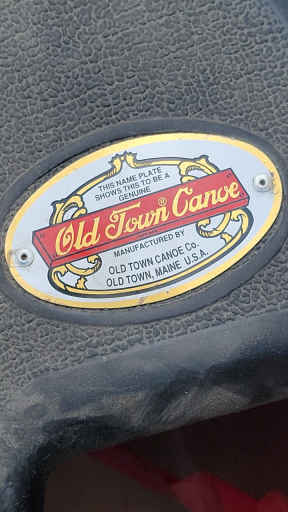 THIS NAME PLATE
SHOWS THIS TO BE A
GENUINE
Old Town® Canoe
MANUFACTURED BY
OLD TOWN CANOE Co.
OLD TOWN, MAINE U.S.A.